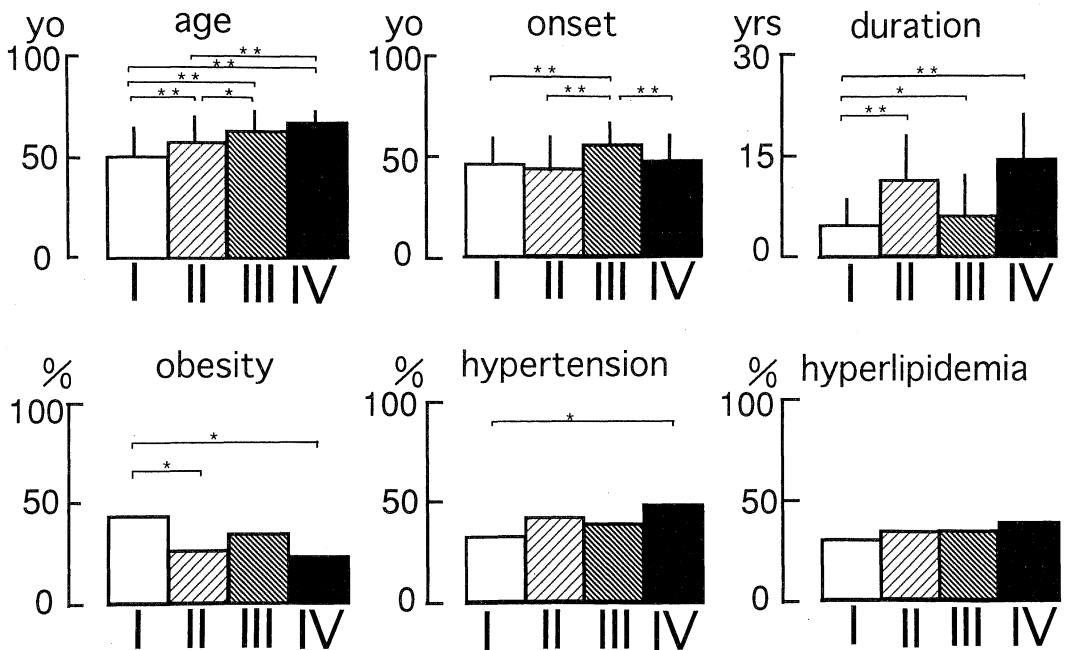 yo age
100
** 
**
**
** *
50
0
I II III IV
yo onset
100
**
** **
50
0
I II III IV
yrs duration
30
**
*
**
15
0
I II III IV
% obesity
100
*
*
50
0
I II III IV
% hypertension
100
*
50
0
I II III IV
% hyperlipidemia
100
50
0
I II III IV